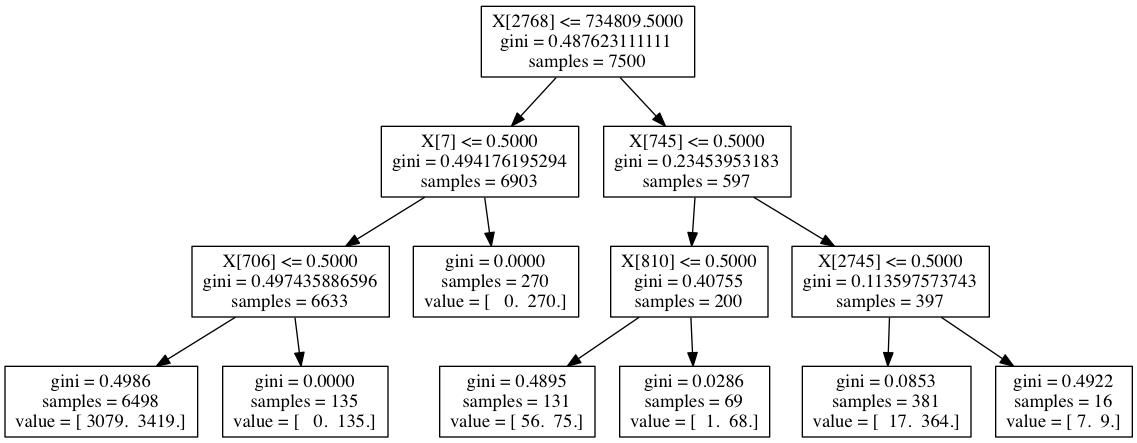 X[2768] <= 734809.5000
gini = 0.487623111111
samples = 7500
X[7] <= 0.5000
gini = 0.494176195294
samples = 6903
X[745] <= 0.5000
gini = 0.23453953183
samples = 597
X[706] <= 0.5000
gini = 0.497435886596
samples = 6633
gini = 0.0000
samples = 270
value = [   0.  270.]
X[810] <= 0.5000
gini = 0.40755
samples = 200
X[2745] <= 0.5000
gini = 0.113597573743
samples = 397
gini = 0.4986
samples = 6498
value = [ 3079.  3419.]
gini = 0.0000
samples = 135
value = [   0.  135.]
gini = 0.4895
samples = 131
value = [ 56.  75.]
gini = 0.0286
samples = 69
value = [  1.  68.]
gini = 0.0853
samples = 381
value = [  17.  364.]
gini = 0.4922
samples = 16
value = [ 7.  9.]